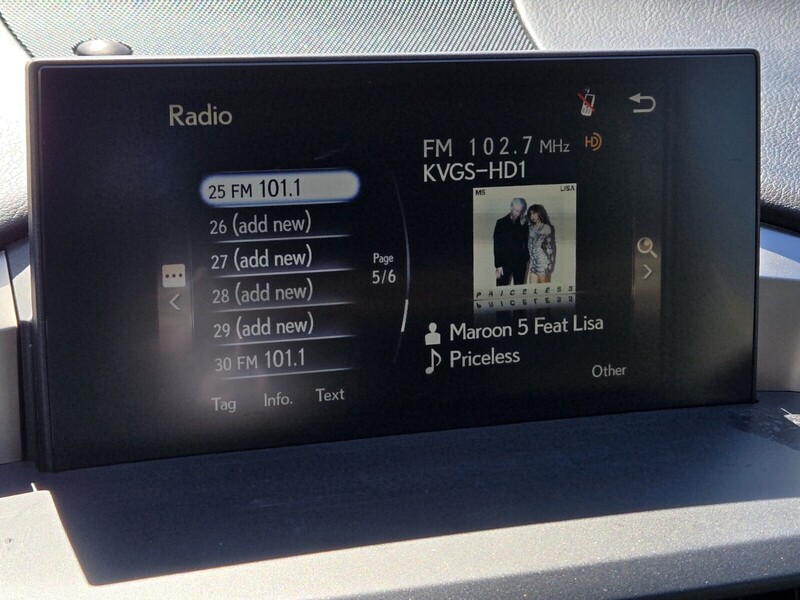 Radio
FM 102.7 MHz HD
KVGS-HD1
25 FM 101.1
26 (add new)
27 (add new)
28 (add new)
29 (add new)
30 FM 101.1
Page
5/6
M5 LISA
PRICELESS
Maroon 5 Feat Lisa
Priceless
Other
Tag Info. Text